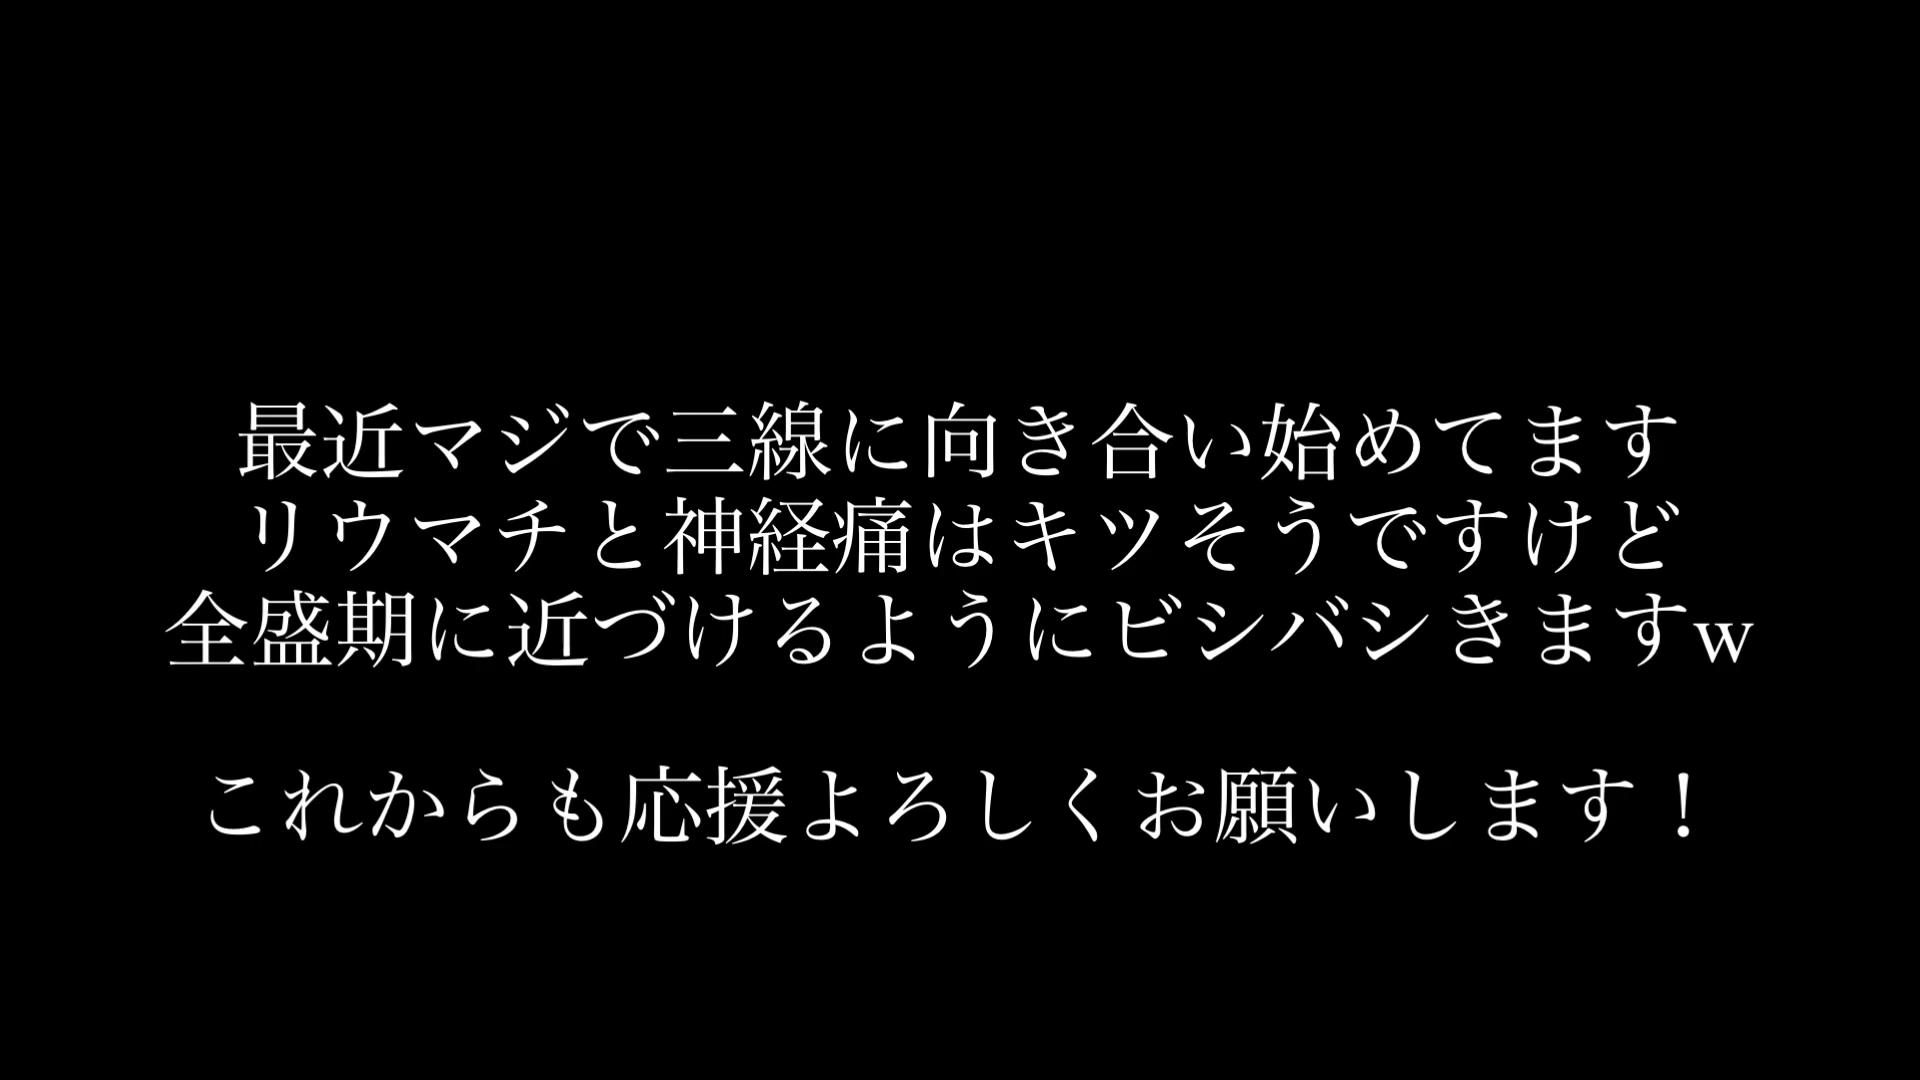 最近マジで三線に向き合い始めてます
リウマチと神経痛はキツそうですけど
全盛期に近づけるようにビシバシきますw
これからも応援よろしくお願いします！